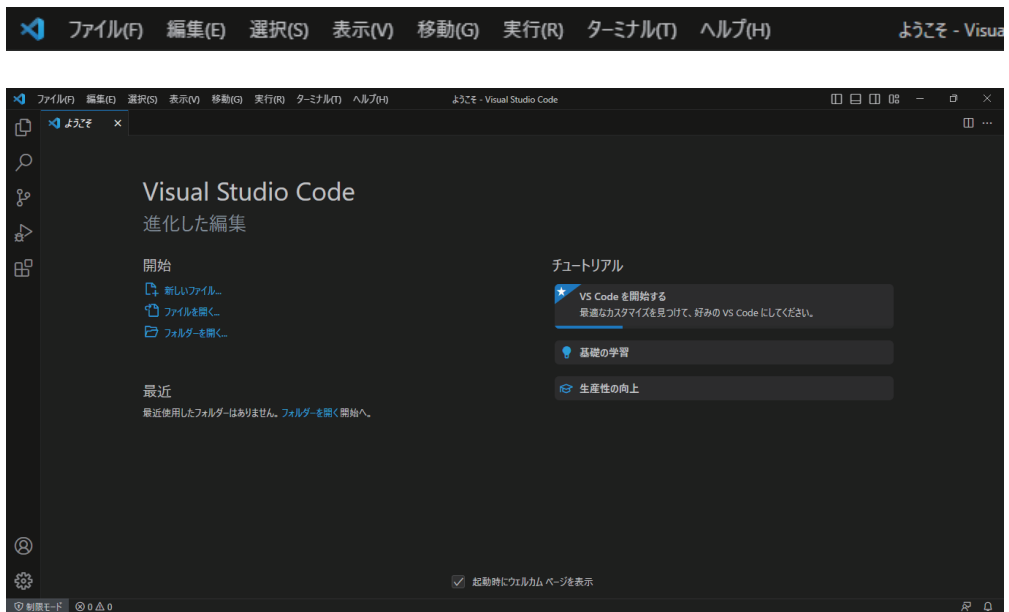 ファイル(F) 編集(E) 選択(S) 表示(V) 移動(G) 実行(R) ターミナル(T) ヘルプ(H) ようこそ - Visua
ファイル(F) 編集(E) 選択(S) 表示(V) 移動(G) 実行(R) ターミナル(T) ヘルプ(H) ようこそ - Visual Studio Code
ようこそ
Visual Studio Code
進化した編集
開始
新しいファイル...
ファイルを開く...
フォルダーを開く...
最近
最近使用したフォルダーはありません。フォルダーを開く開始へ。
チュートリアル
VS Code を開始する
最適なカスタマイズを見つけて、好みの VS Code にしてください。
基礎の学習
生産性の向上
起動時にウェルカム ページを表示
制限モード 0 0